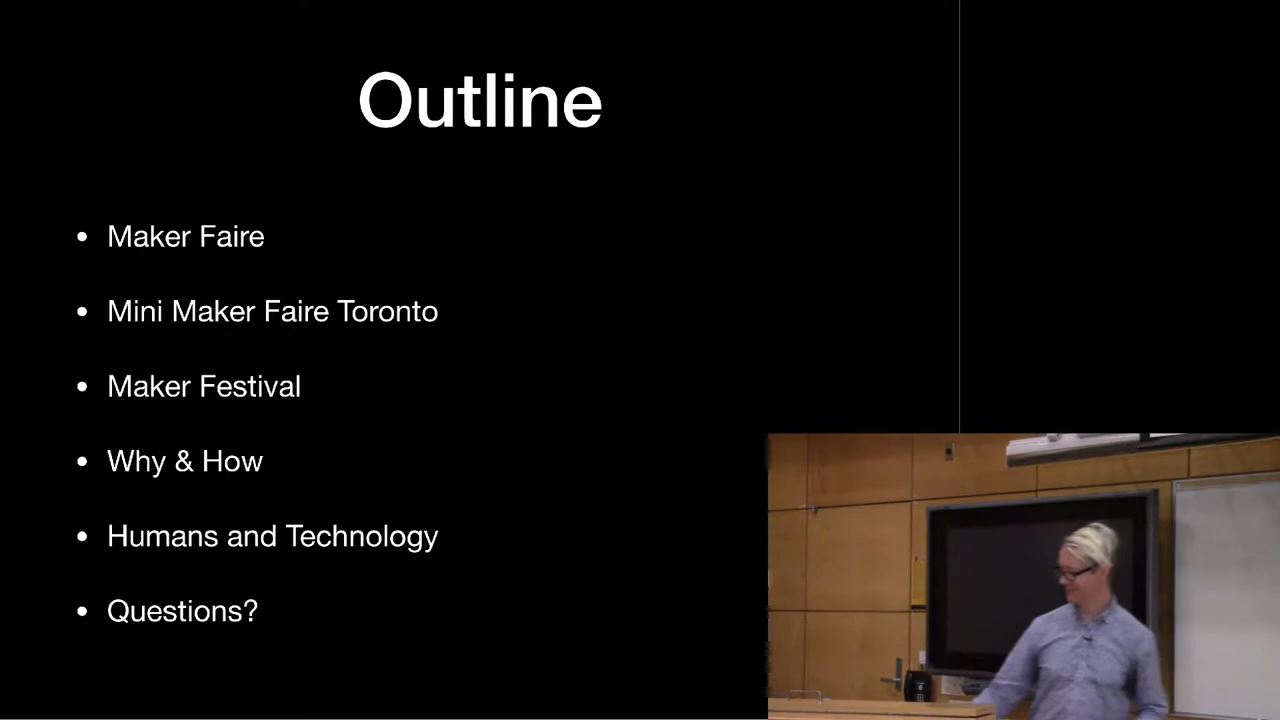 Outline
• Maker Faire
• Mini Maker Faire Toronto
• Maker Festival
• Why & How
• Humans and Technology
• Questions?